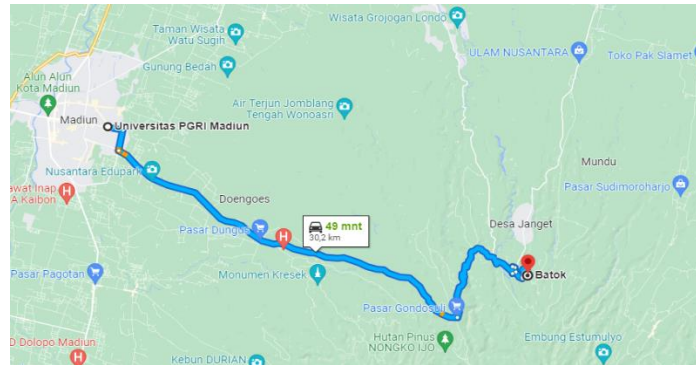 Wisata Grojogan Londo
Taman Wisata
Watu Sugih
ULAM NUSANTARA
Toko Pak Slamet
Gunung Bedah
Alun Alun
Kota Madiun
Air Terjun Jomblang
Tengah Wonoasri
Madiun
Universitas PGRI Madiun
Mundu
Nusantara Edupark
awat Inap
A Kaibon
Doengoes
Pasar Sudimoroharjo
Desa Janget
49 mnt
30,2 km
Pasar Dungus
H
Pasar Pagotan
Monumen Kresek
Batok
Pasar Gondosuli
D Dolopo Madiun
H
Hutan Pinus
NONGKO IJO
Embung Estumulyo
Kebun DURIAN
H